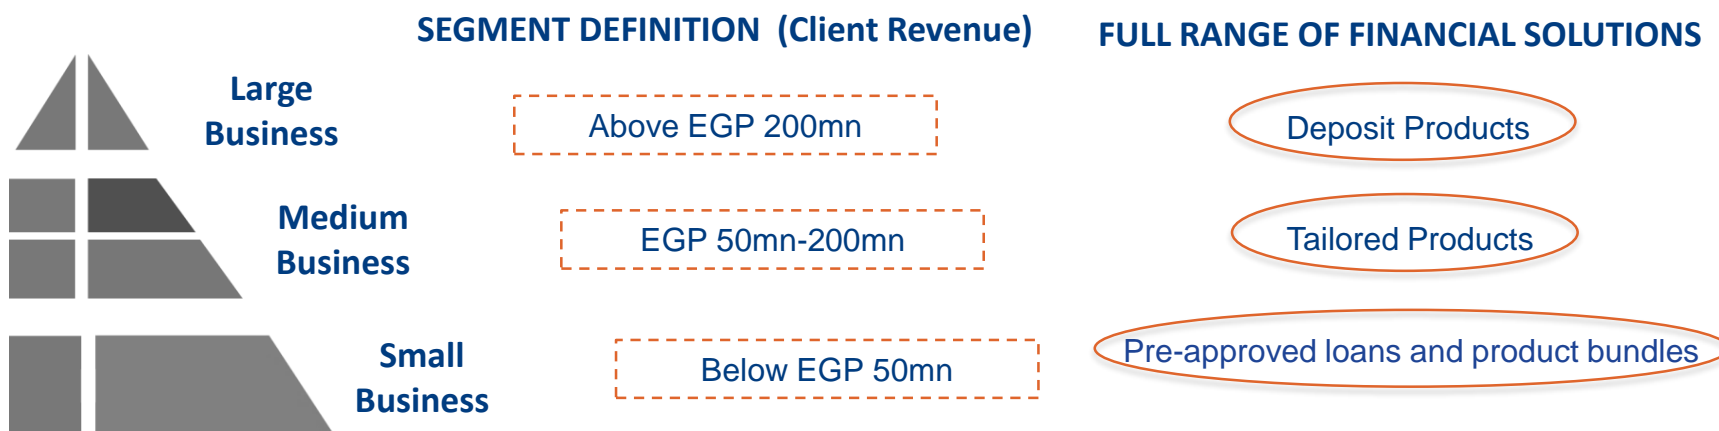 SEGMENT DEFINITION (Client Revenue)
FULL RANGE OF FINANCIAL SOLUTIONS
Large
Business
Above EGP 200mn
Deposit Products
Medium
Business
EGP 50mn-200mn
Tailored Products
Small
Business
Below EGP 50mn
Pre-approved loans and product bundles